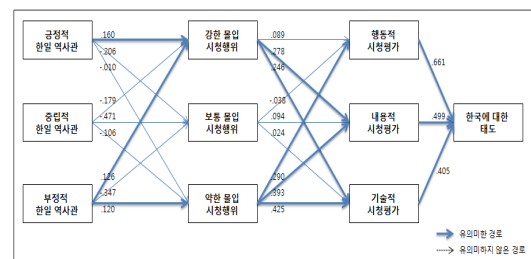 긍정적
한일 역사관
.160
-.206
-.010
강한 몰입
시청행위
.089
.278
.246
행동적
시청평가
.661
중립적
한일 역사관
-.179
-.471
-.106
보통 몰입
시청행위
-.038
.094
.024
내용적
시청평가
.499
한국에 대한
태도
부정적
한일 역사관
.126
-.347
.120
약한 몰입
시청행위
.290
.393
.425
기술적
시청평가
.405
유의미한 경로
유의미하지 않은 경로